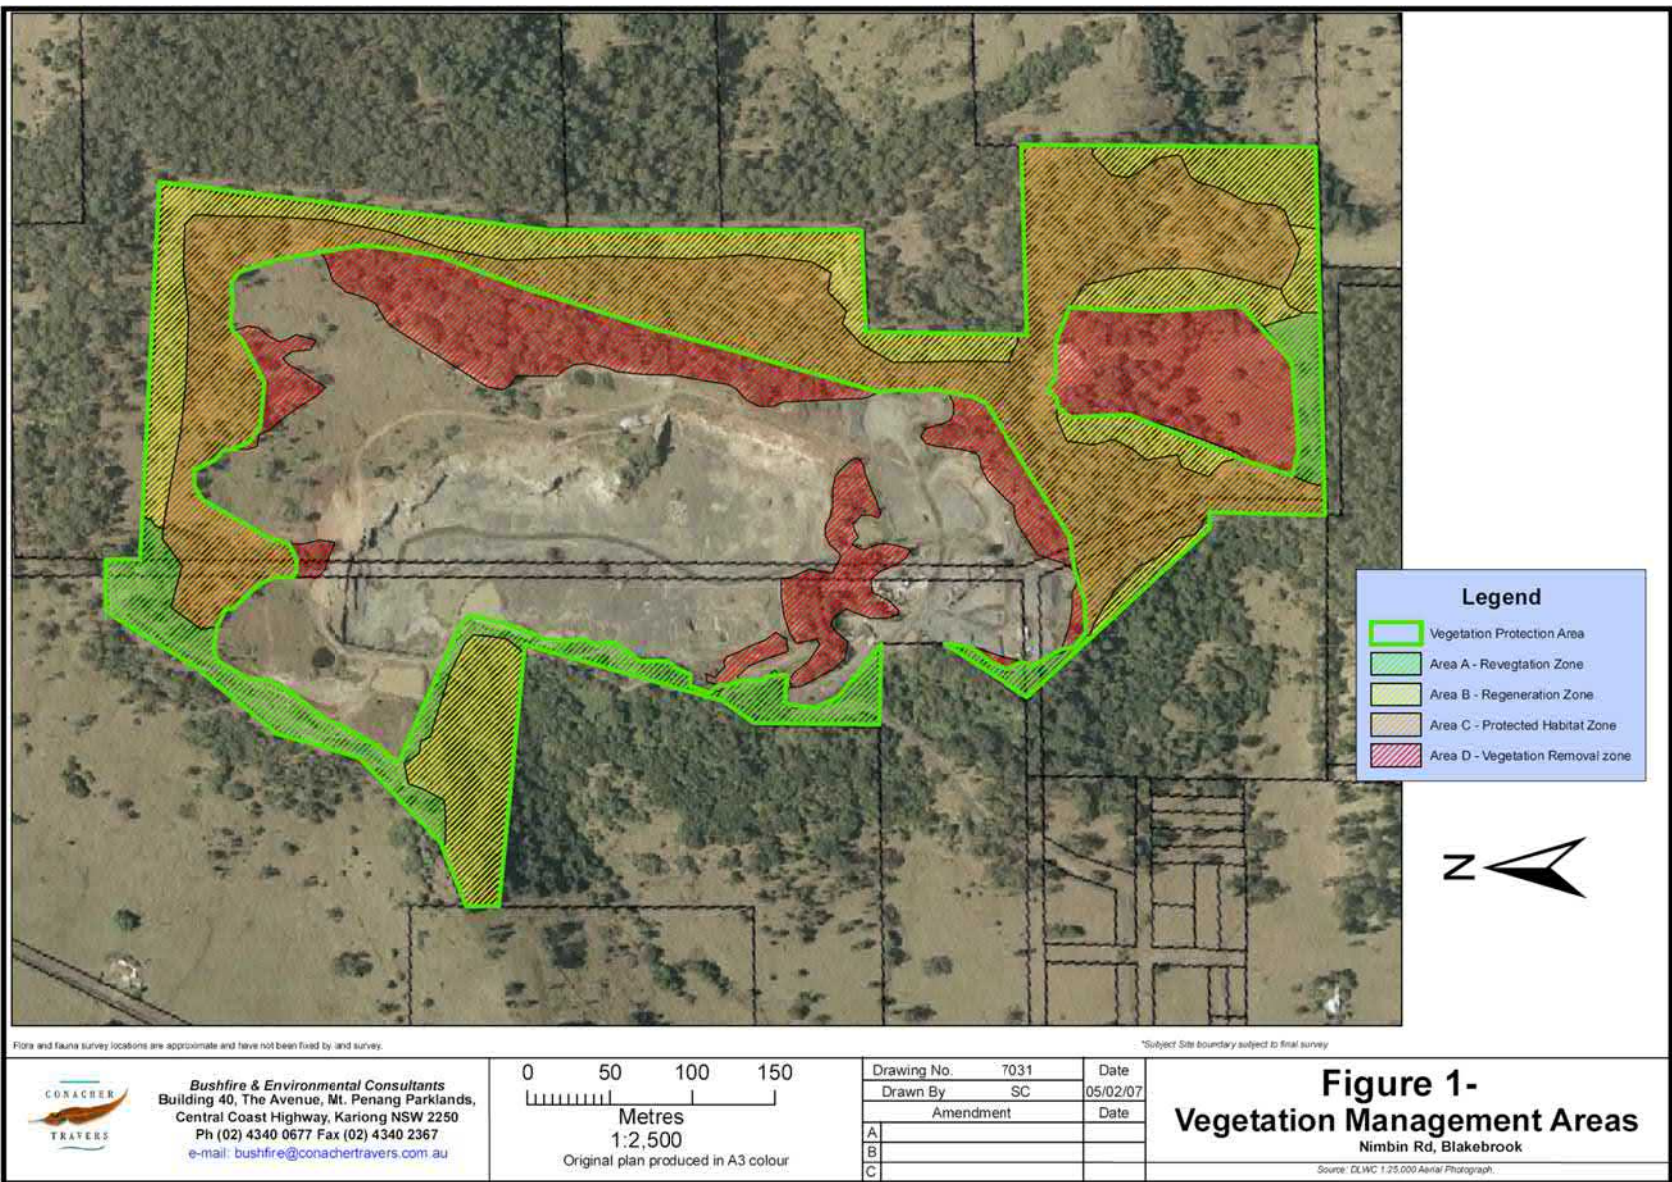 Legend
Vegetation Protection Area
Area A - Revegtation Zone
Area B - Regeneration Zone
Area C - Protected Habitat Zone
Area D - Vegetation Removal zone
N
Flora and fauna survey locations are approximate and have not been fixed by land survey.
*Subject Site boundary subject to final survey
CONACHER
TRAVERS
Bushfire & Environmental Consultants
Building 40, The Avenue, Mt. Penang Parklands,
Central Coast Highway, Kariong NSW 2250
Ph (02) 4340 0677 Fax (02) 4340 2367
e-mail: bushfire@conachertravers.com.au
0 50 100 150
Metres
1:2,500
Original plan produced in A3 colour
Drawing No. 7031 Date
Drawn By SC 05/02/07
Amendment Date
A
B
C
Figure 1-
Vegetation Management Areas
Nimbin Rd, Blakebrook
Source: DLWC 1:25,000 Aerial Photograph.